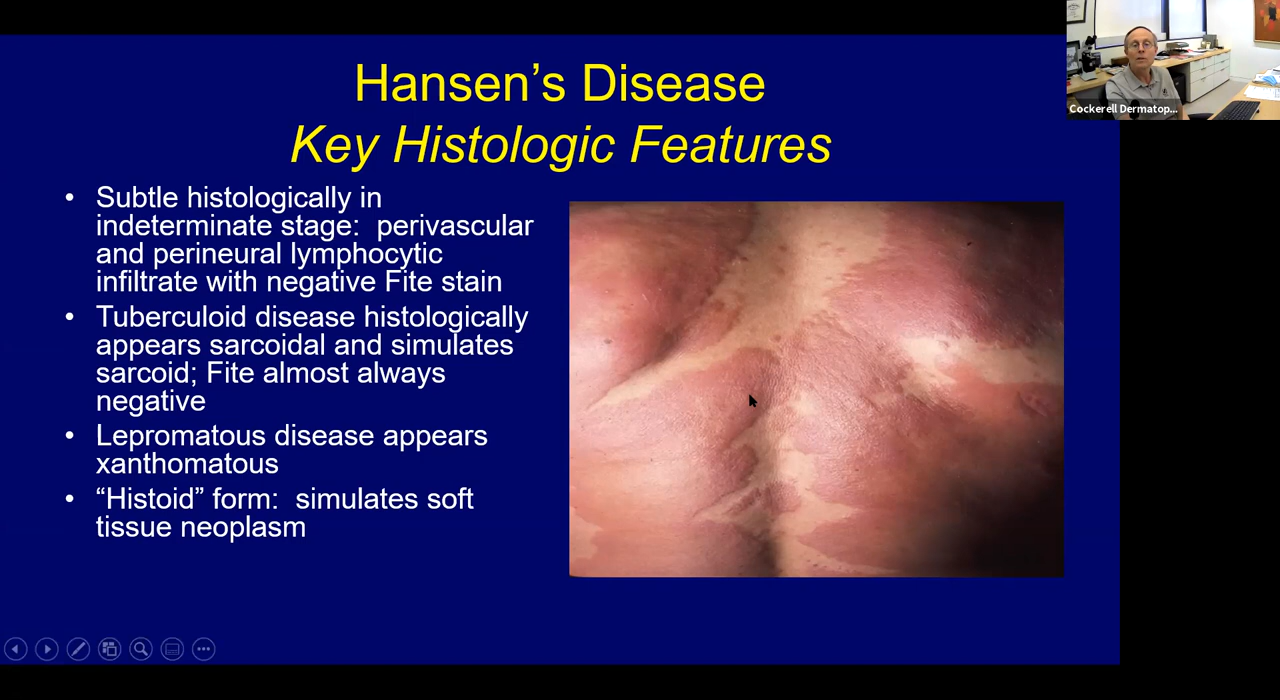 Hansen’s Disease
Key Histologic Features
• Subtle histologically in
indeterminate stage:  perivascular
and perineural lymphocytic
infiltrate with negative Fite stain
• Tuberculoid disease histologically
appears sarcoidal and simulates
sarcoid; Fite almost always
negative
• Lepromatous disease appears
xanthomatous
• “Histoid” form:  simulates soft
tissue neoplasm
Cockerell Dermatop...